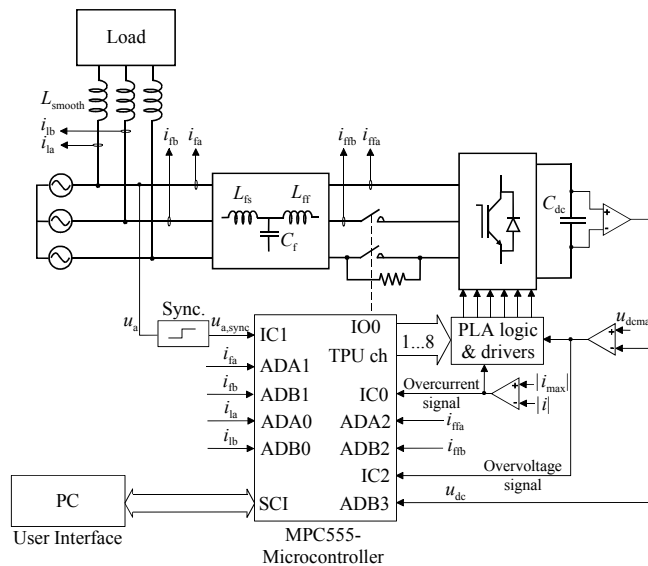 Load
L_smooth
i_lb
i_la
i_fb
i_fa
i_ffb
i_ffa
L_fs
L_ff
C_f
C_dc
+
-
Sync.
u_a
u_a,sync
IC1
IO0
TPU ch
1...8
PLA logic
& drivers
+
-
u_dcma
i_fa
ADA1
i_fb
ADB1
IC0
Overcurrent
signal
+
-
|i_max|
|i|
i_la
ADA0
ADA2
i_ffa
i_lb
ADB0
ADB2
i_ffb
IC2
Overvoltage
signal
PC
SCI
ADB3
u_dc
User Interface
MPC555-
Microcontroller